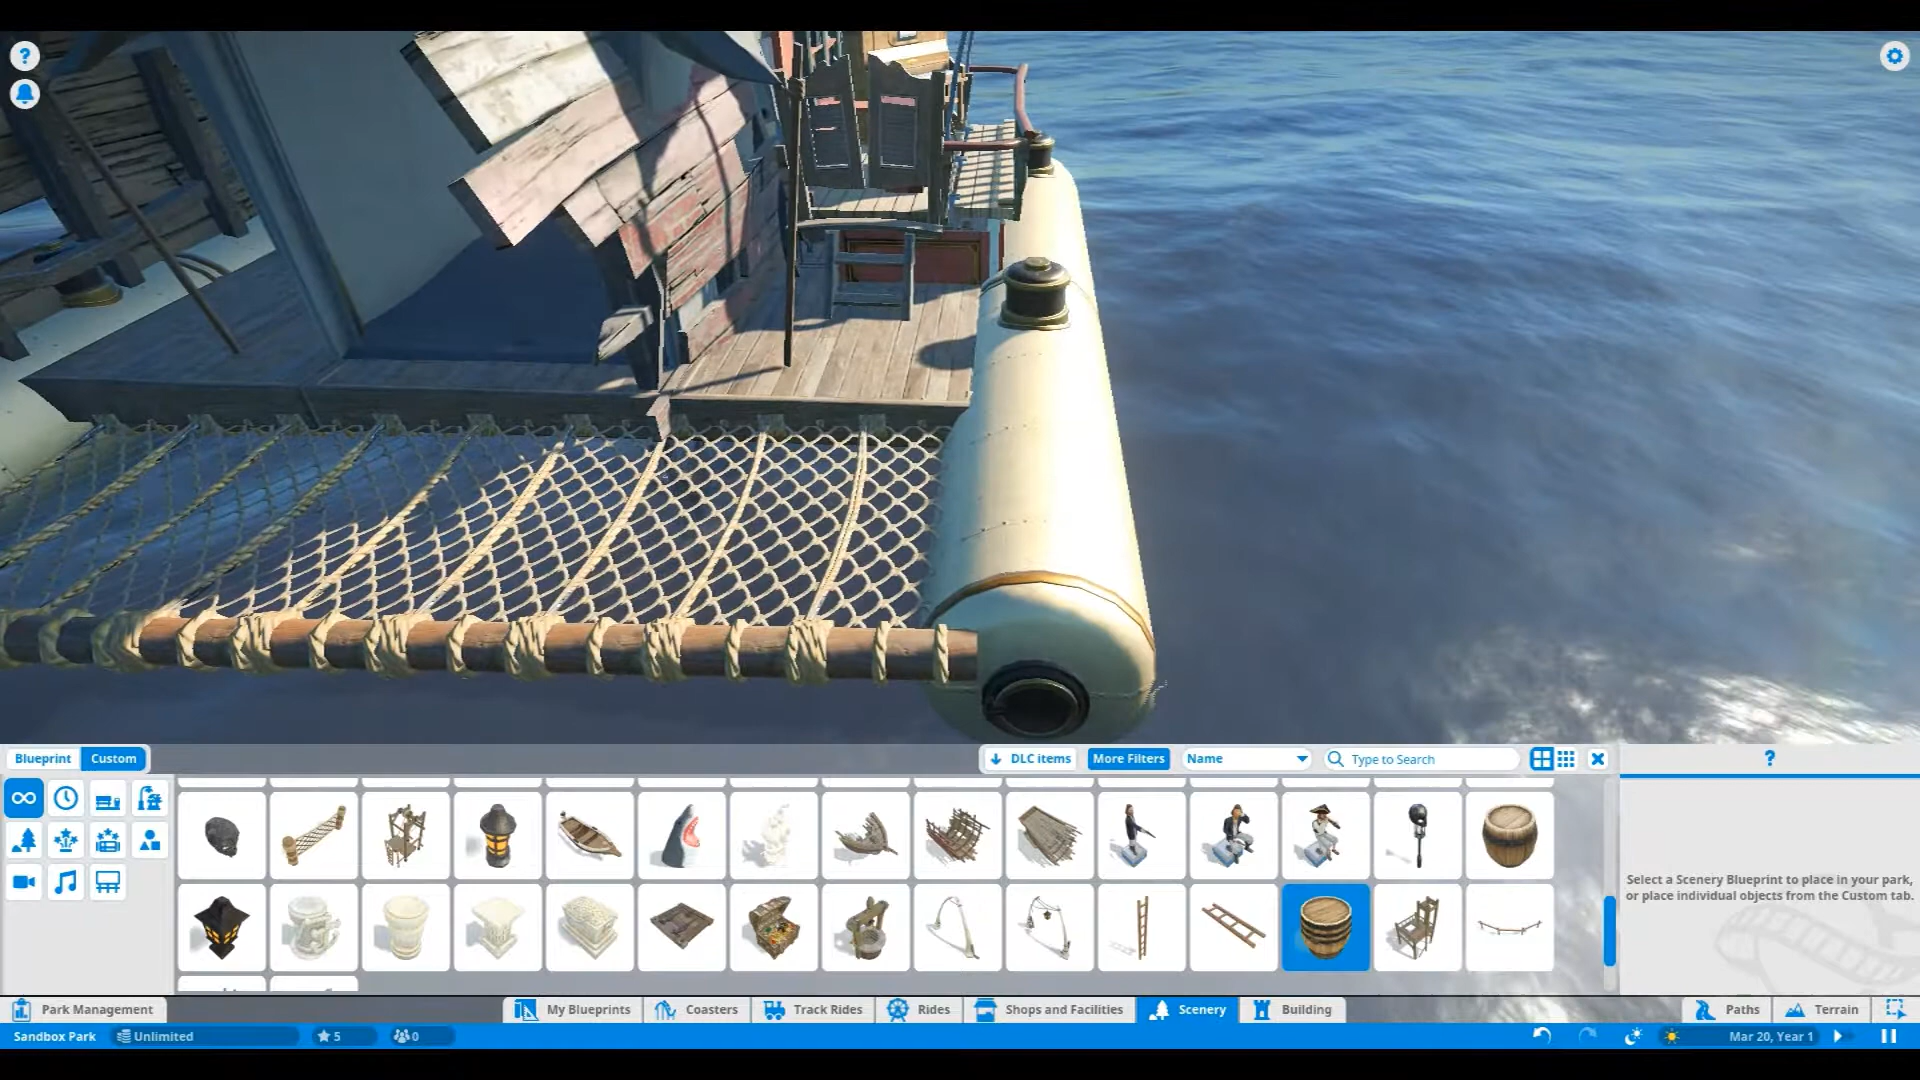 ?
Blueprint Custom DLC items More Filters Name Type to Search ?
Select a Scenery Blueprint to place in your park,
or place individual objects from the Custom tab.
Park Management My Blueprints Coasters Track Rides Rides Shops and Facilities Scenery Building Paths Terrain
Sandbox Park Unlimited 5 0 Mar 20, Year 1